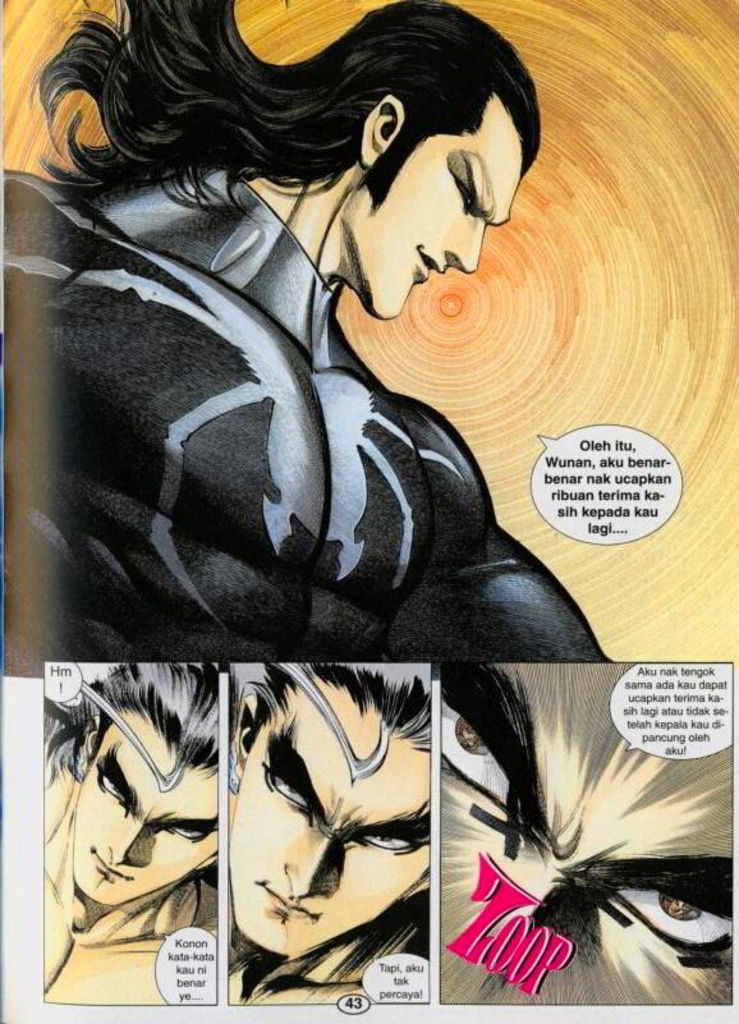 Oleh itu,
Wunan, aku benar-
benar nak ucapkan
ribuan terima ka-
sih kepada kau
lagi....
Hm
!
Konon
kata-kata
kau ni
benar
ye....
Tapi, aku
tak
percaya!
Aku nak tengok
sama ada kau dapat
ucapkan terima ka-
sih lagi atau tidak se-
telah kepala kau di-
pancung oleh
aku!
ZOOP
43